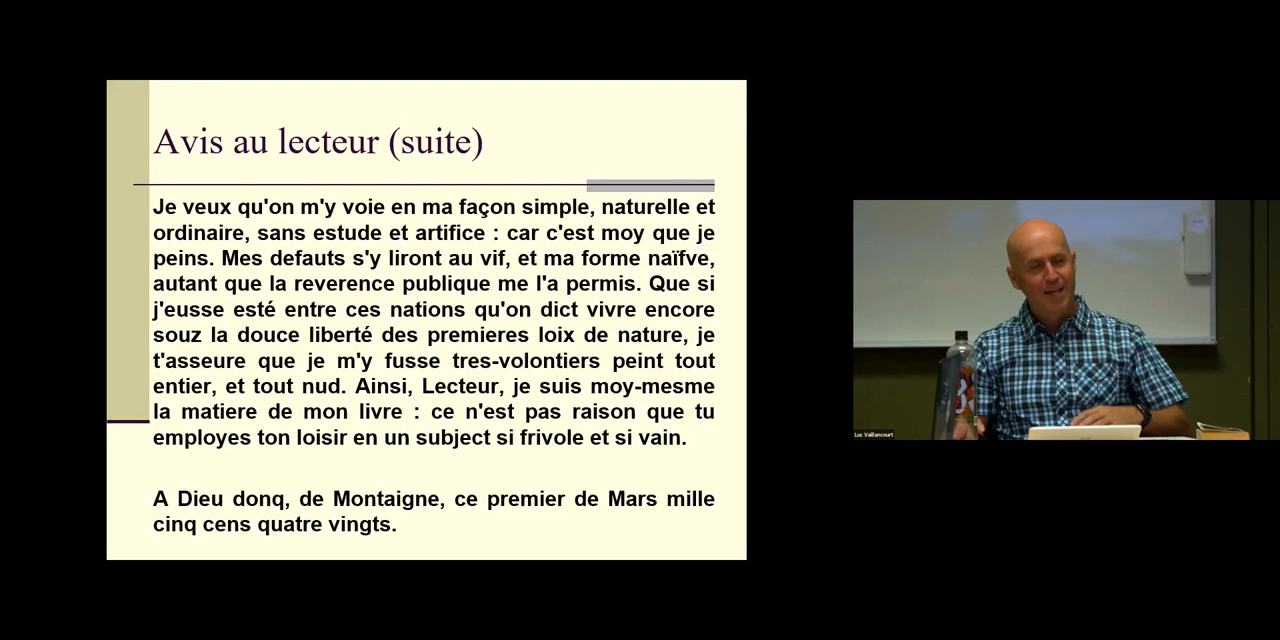 Avis au lecteur (suite)
Je veux qu'on m'y voie en ma façon simple, naturelle et
ordinaire, sans estude et artifice : car c'est moy que je
peins. Mes defauts s'y liront au vif, et ma forme naïfve,
autant que la reverence publique me l'a permis. Que si
j'eusse esté entre ces nations qu'on dict vivre encore
souz la douce liberté des premieres loix de nature, je
t'asseure que je m'y fusse tres-volontiers peint tout
entier, et tout nud. Ainsi, Lecteur, je suis moy-mesme
la matiere de mon livre : ce n'est pas raison que tu
employes ton loisir en un subject si frivole et si vain.
A Dieu donq, de Montaigne, ce premier de Mars mille
cinq cens quatre vingts.
Luc Vaillancourt